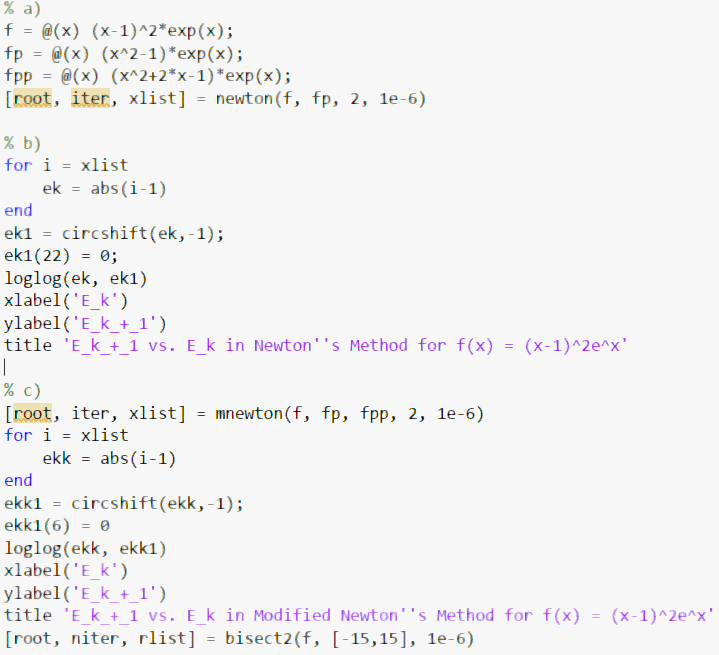 % a)
f = @(x) (x-1)^2*exp(x);
fp = @(x) (x^2-1)*exp(x);
fpp = @(x) (x^2+2*x-1)*exp(x);
[root, iter, xlist] = newton(f, fp, 2, 1e-6)
% b)
for i = xlist
    ek = abs(i-1)
end
ek1 = circshift(ek,-1);
ek1(22) = 0;
loglog(ek, ek1)
xlabel('E_k')
ylabel('E_k_+_1')
title 'E_k_+_1 vs. E_k in Newton''s Method for f(x) = (x-1)^2e^x'
% c)
[root, iter, xlist] = mnewton(f, fp, fpp, 2, 1e-6)
for i = xlist
    ekk = abs(i-1)
end
ekk1 = circshift(ekk,-1);
ekk1(6) = 0
loglog(ekk, ekk1)
xlabel('E_k')
ylabel('E_k_+_1')
title 'E_k_+_1 vs. E_k in Modified Newton''s Method for f(x) = (x-1)^2e^x'
[root, niter, rlist] = bisect2(f, [-15,15], 1e-6)